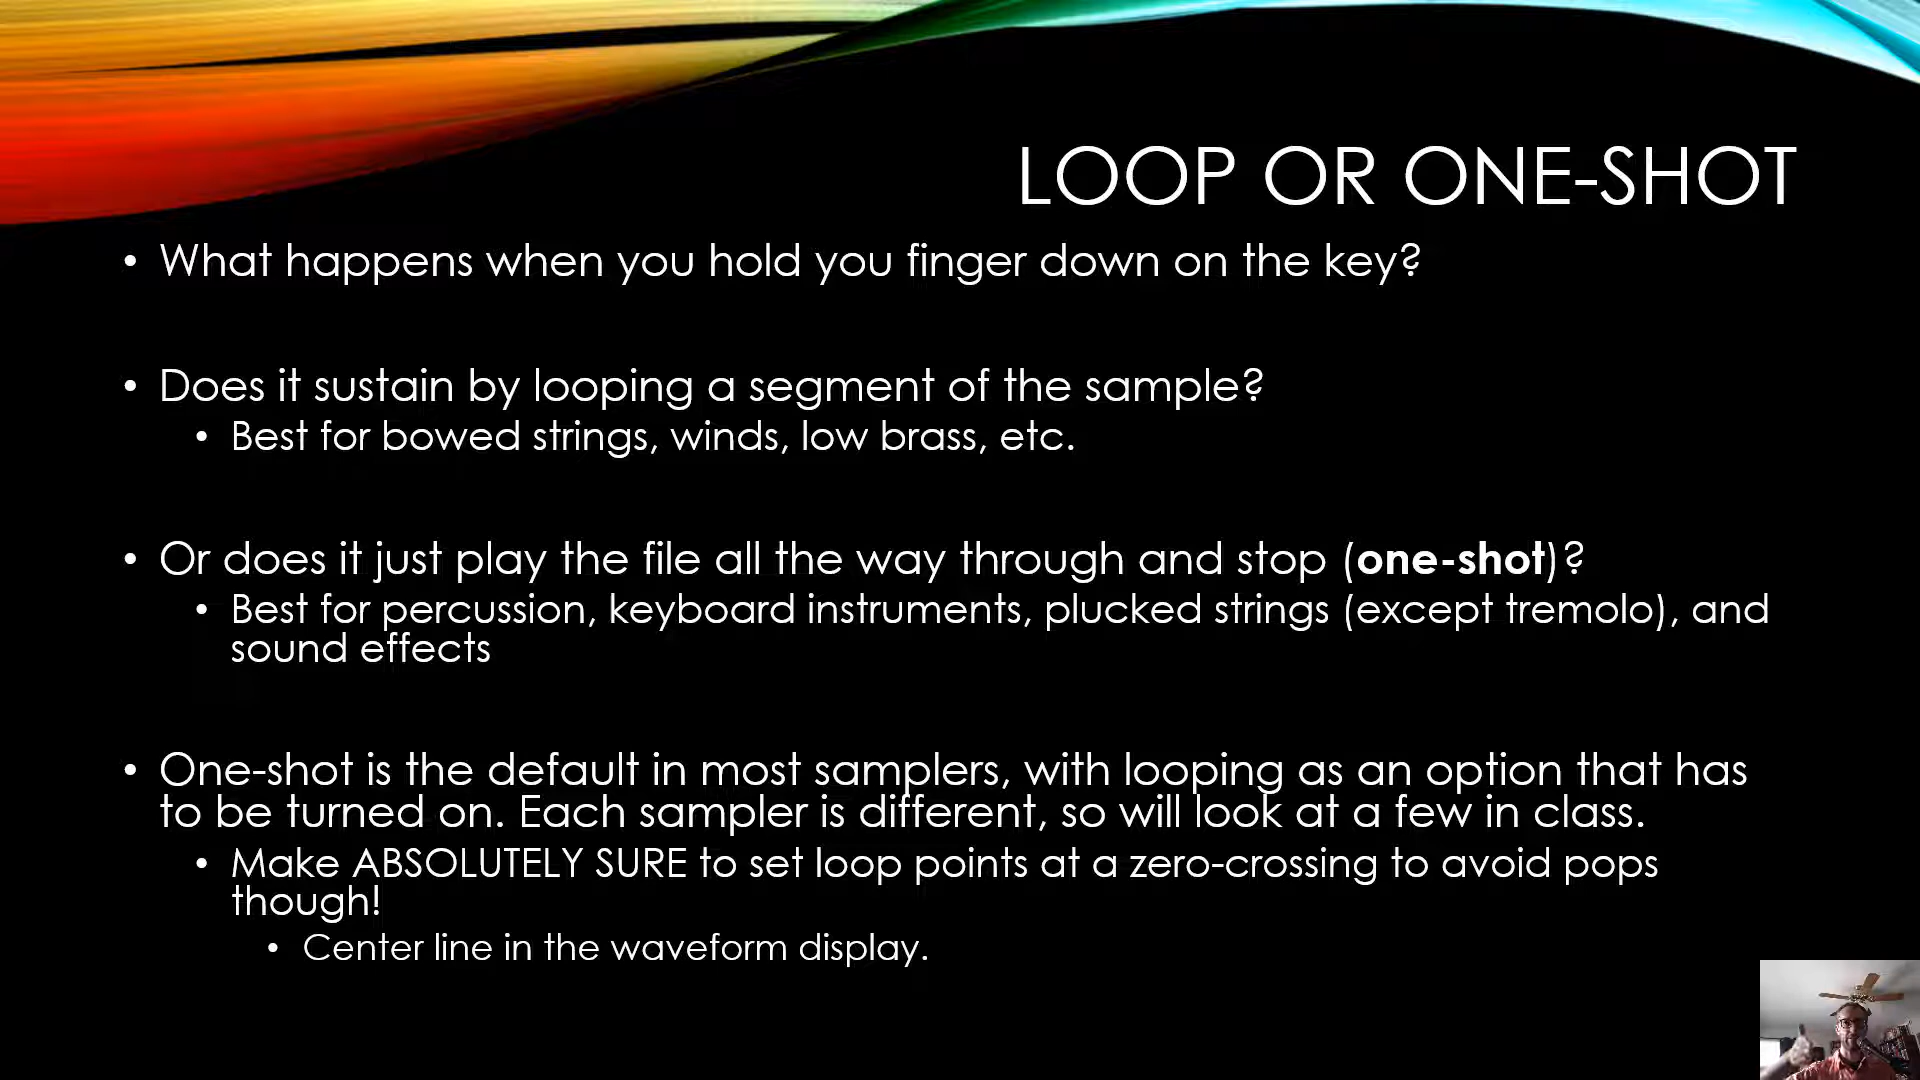 LOOP OR ONE-SHOT
• What happens when you hold you finger down on the key?
• Does it sustain by looping a segment of the sample?
• Best for bowed strings, winds, low brass, etc.
• Or does it just play the file all the way through and stop (one-shot)?
• Best for percussion, keyboard instruments, plucked strings (except tremolo), and
sound effects
• One-shot is the default in most samplers, with looping as an option that has
to be turned on. Each sampler is different, so will look at a few in class.
• Make ABSOLUTELY SURE to set loop points at a zero-crossing to avoid pops
though!
• Center line in the waveform display.